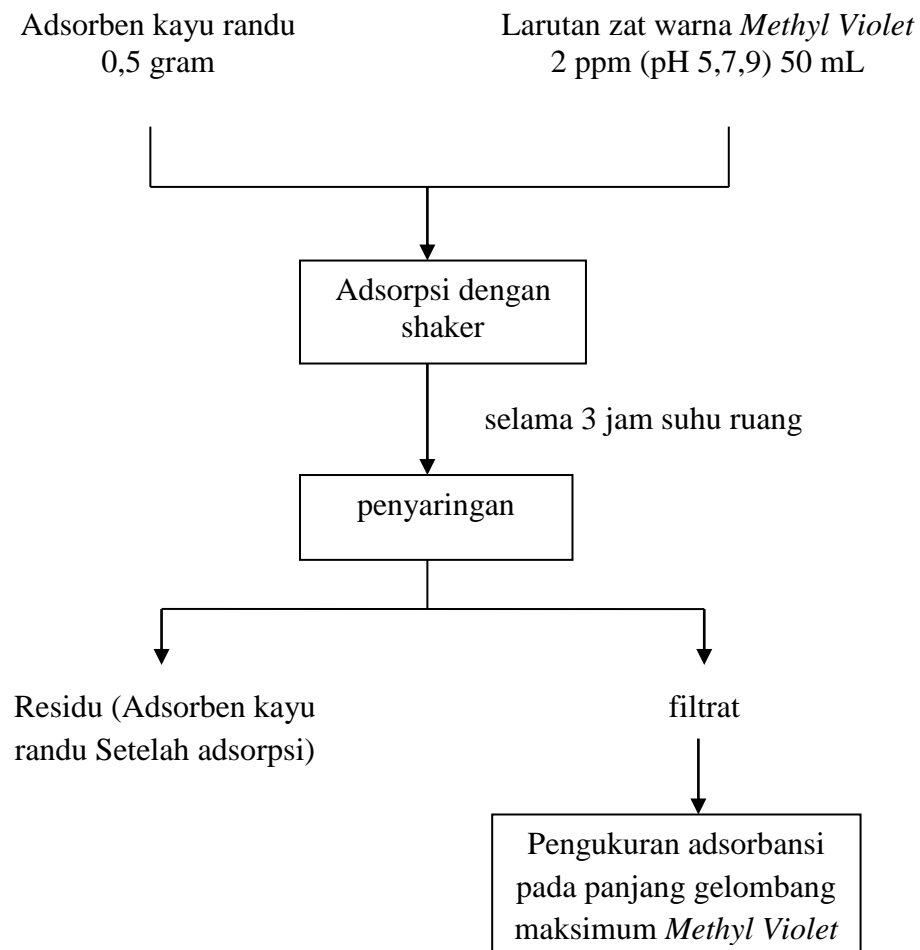 Adsorben kayu randu
0,5 gram
Larutan zat warna Methyl Violet
2 ppm (pH 5,7,9) 50 mL
Adsorpsi dengan
shaker
selama 3 jam suhu ruang
penyaringan
Residu (Adsorben kayu
randu Setelah adsorpsi)
filtrat
Pengukuran adsorbansi
pada panjang gelombang
maksimum Methyl Violet